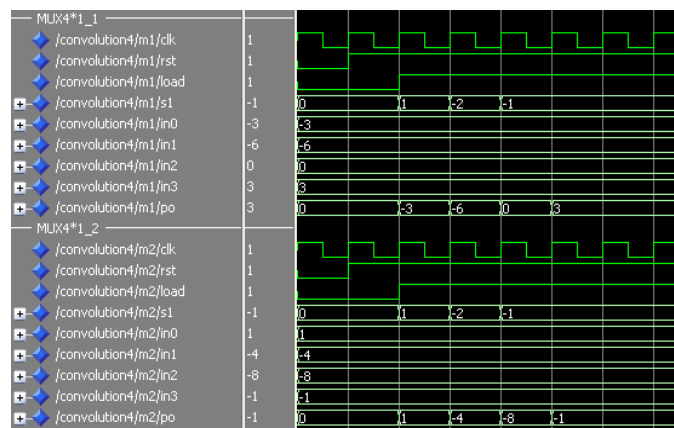 MUX4*1_1
/convolution4/m1/clk 1
/convolution4/m1/rst 1
/convolution4/m1/load 1
/convolution4/m1/s1 -1 0 1 -2 -1
/convolution4/m1/in0 -3 -3
/convolution4/m1/in1 -6 -6
/convolution4/m1/in2 0 0
/convolution4/m1/in3 3 3
/convolution4/m1/po 3 0 -3 -6 0 3
MUX4*1_2
/convolution4/m2/clk 1
/convolution4/m2/rst 1
/convolution4/m2/load 1
/convolution4/m2/s1 -1 0 1 -2 -1
/convolution4/m2/in0 1 1
/convolution4/m2/in1 -4 -4
/convolution4/m2/in2 -8 -8
/convolution4/m2/in3 -1 -1
/convolution4/m2/po -1 0 1 -4 -8 -1